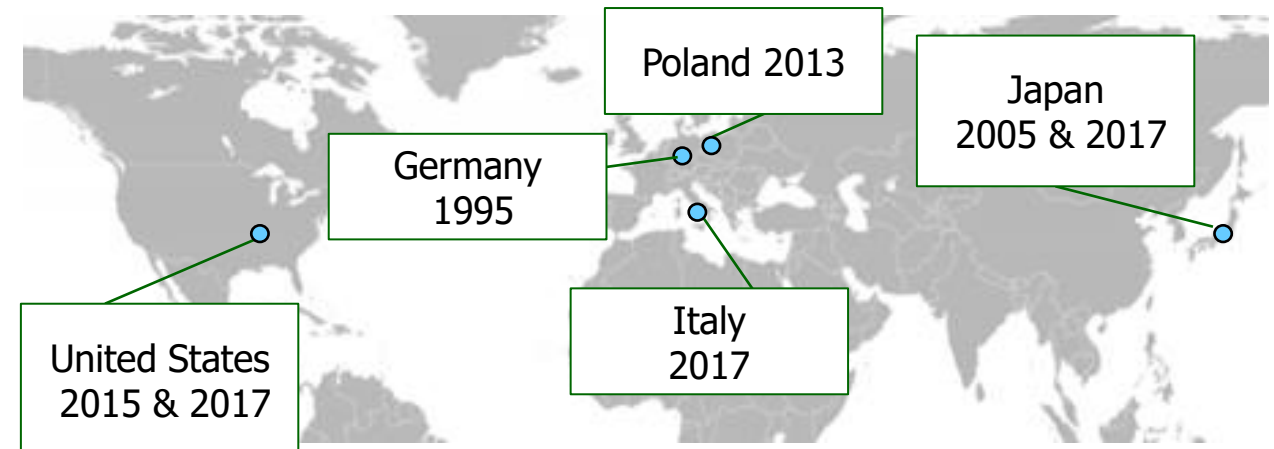 Poland 2013
Japan
2005 & 2017
Germany
1995
Italy
2017
United States
2015 & 2017